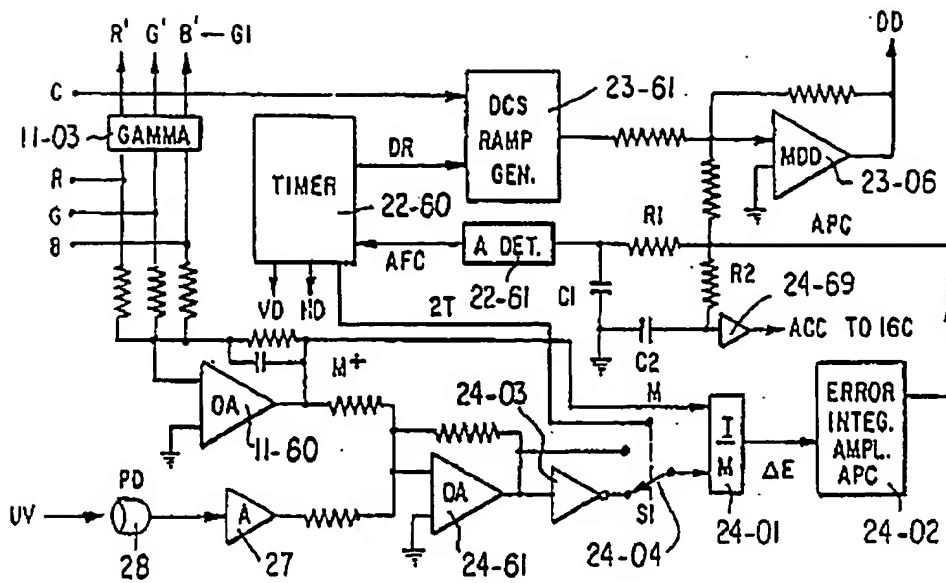 R' G' B' — G1
DD
C
11-03
GAMMA
DCS
RAMP
GEN.
23-61
MDD
23-06
R
G
B
TIMER
22-60
DR
AFC
A DET.
22-61
R1
APC
C1
R2
24-69
VD HD
2T
C2
ACC TO 16C
M+
OA
11-60
24-03
M
I
M
24-01
ΔE
ERROR
INTEG.
AMPL.
APC
24-02
UV
PD
28
A
27
OA
24-61
S1
24-04